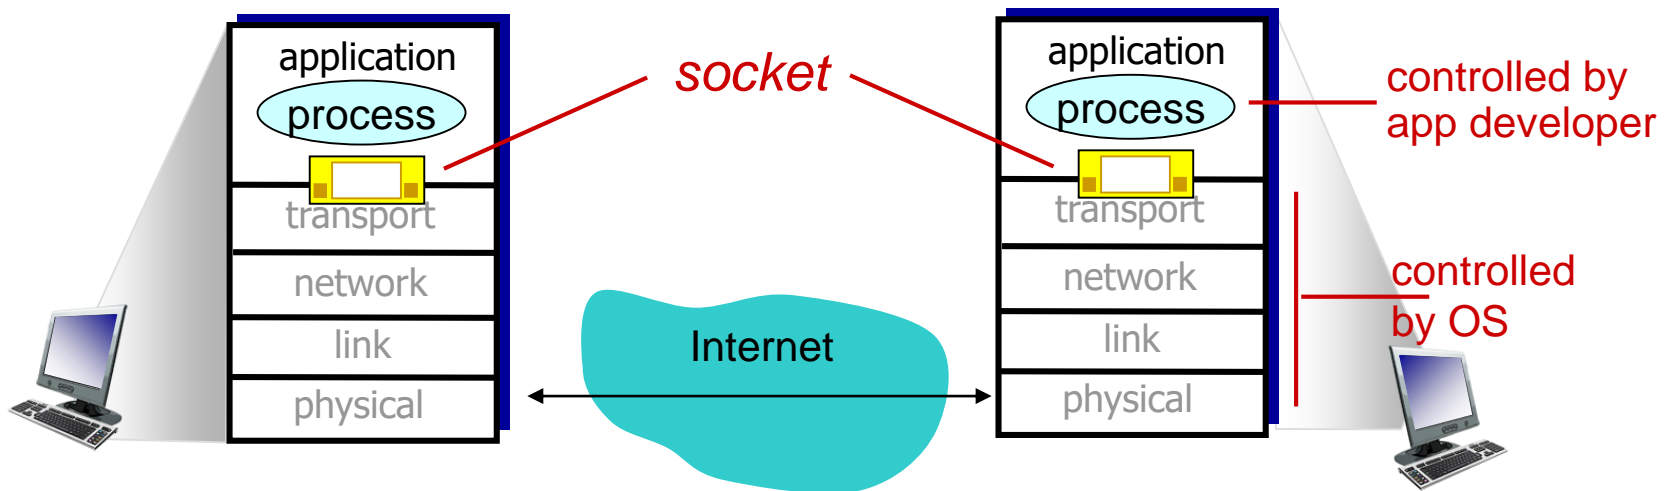 application
process
transport
network
link
physical
socket
Internet
application
process
transport
network
link
physical
controlled by
app developer
controlled
by OS